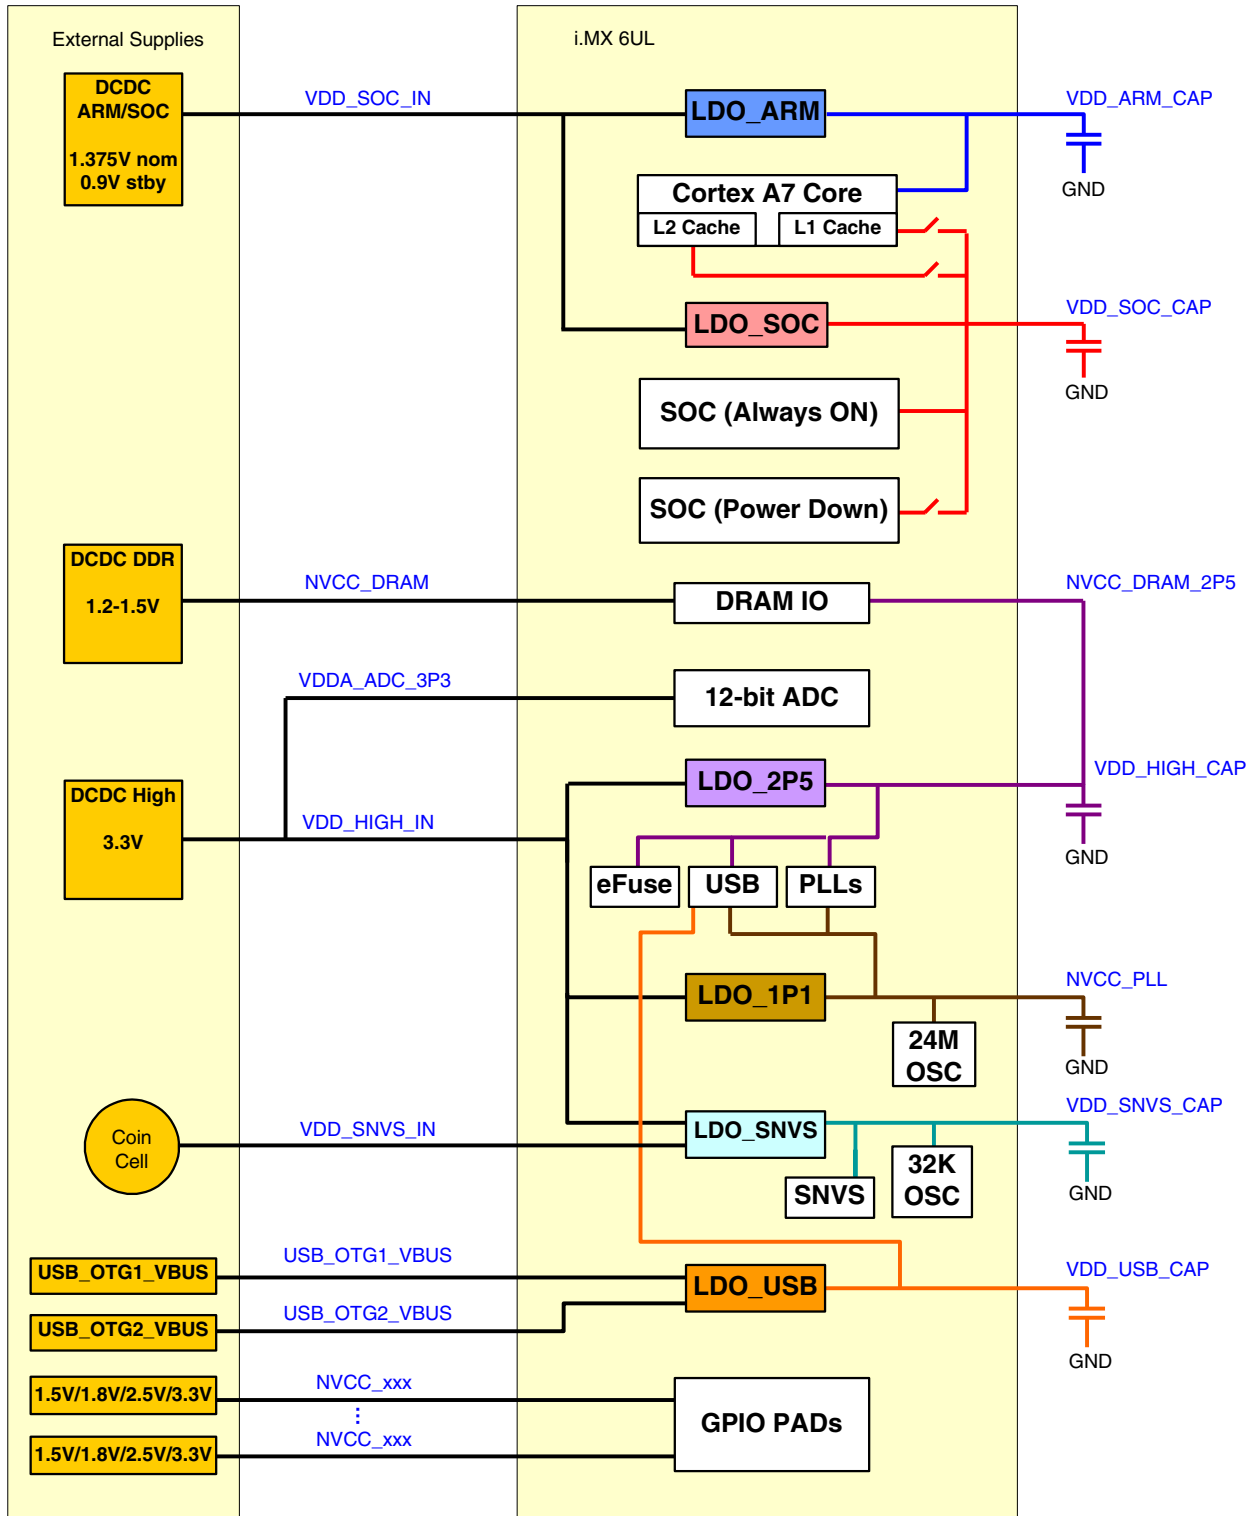 External Supplies
i.MX 6UL
DCDC
ARM/SOC
1.375V nom
0.9V stby
VDD_SOC_IN
LDO_ARM
VDD_ARM_CAP
GND
Cortex A7 Core
L2 Cache
L1 Cache
LDO_SOC
VDD_SOC_CAP
GND
SOC (Always ON)
SOC (Power Down)
DCDC DDR
1.2-1.5V
NVCC_DRAM
DRAM IO
NVCC_DRAM_2P5
VDDA_ADC_3P3
12-bit ADC
DCDC High
3.3V
VDD_HIGH_IN
LDO_2P5
VDD_HIGH_CAP
GND
eFuse
USB
PLLs
LDO_1P1
NVCC_PLL
GND
24M
OSC
Coin
Cell
VDD_SNVS_IN
LDO_SNVS
VDD_SNVS_CAP
GND
SNVS
32K
OSC
USB_OTG1_VBUS
USB_OTG1_VBUS
LDO_USB
VDD_USB_CAP
GND
USB_OTG2_VBUS
USB_OTG2_VBUS
1.5V/1.8V/2.5V/3.3V
NVCC_xxx
GPIO PADs
1.5V/1.8V/2.5V/3.3V
NVCC_xxx